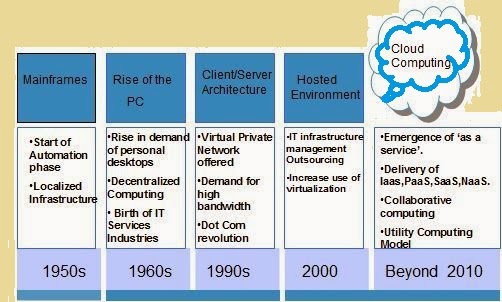 Mainframes
Rise of the
PC
Client/Server
Architecture
Hosted
Environment
Cloud
Computing
•Start of
Automation
phase
•Localized
Infrastructure
•Rise in demand
of personal
desktops
•Decentralized
Computing
• Birth of IT
Services
Industries
•Virtual Private
Network
offered
•Demand for
high
bandwidth
•Dot Com
revolution
•IT infrastructure
management
Outsourcing
•Increase use of
virtualization
•Emergence of 'as a
service'.
•Delivery of
Iaas,PaaS,SaaS,NaaS.
•Collaborative
computing
•Utility Computing
Model
1950s
1960s
1990s
2000
Beyond 2010